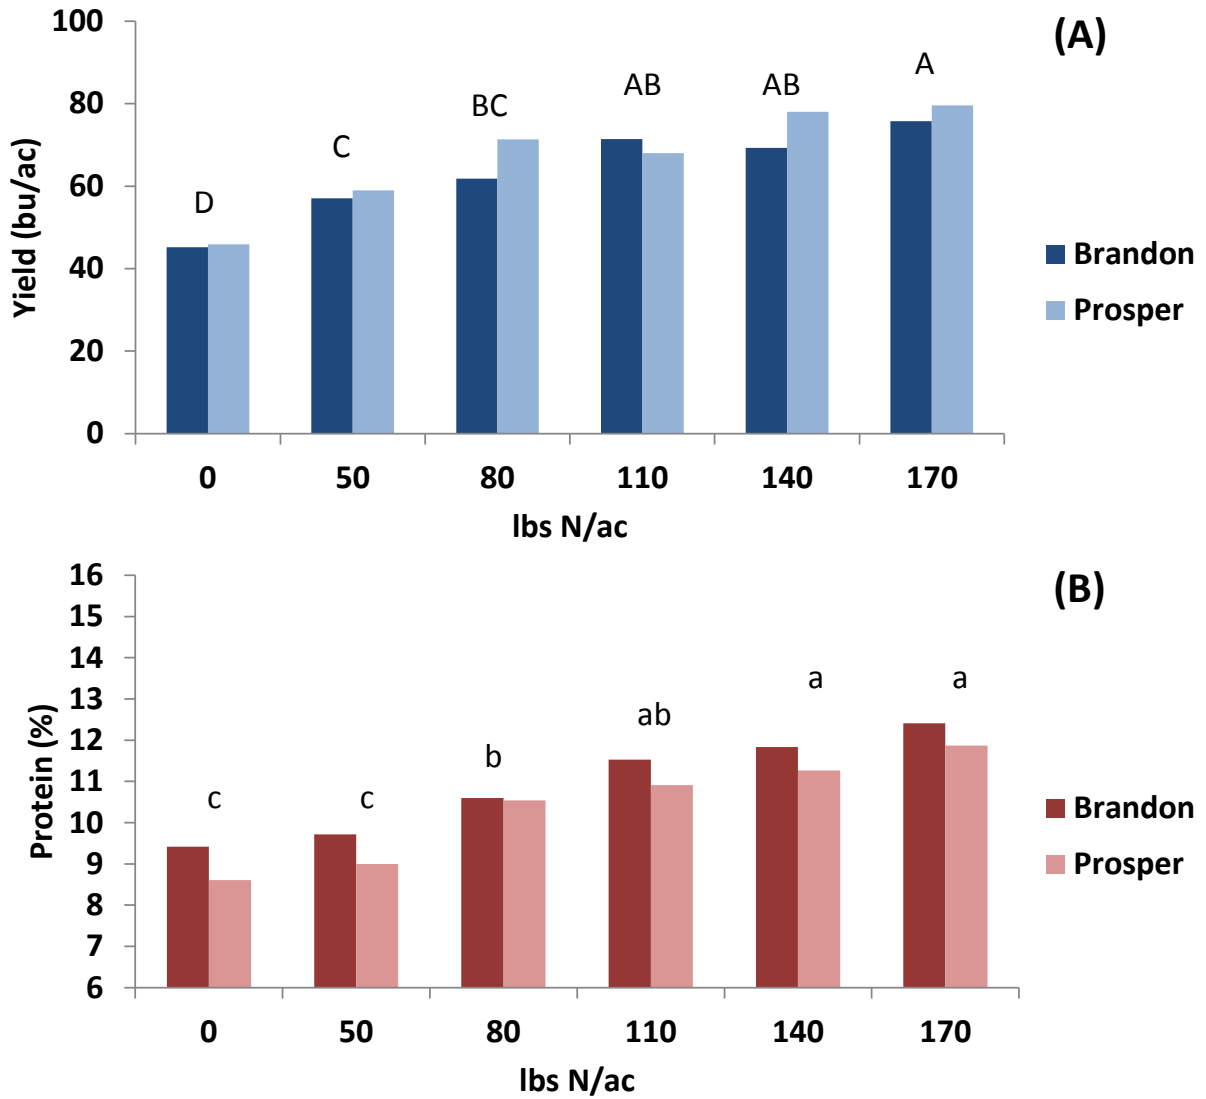 (A)
Yield (bu/ac)
100
80
60
40
20
0
D
C
BC
AB
AB
A
0 50 80 110 140 170
lbs N/ac
Brandon
Prosper
(B)
Protein (%)
16
15
14
13
12
11
10
9
8
7
6
c
c
b
ab
a
a
0 50 80 110 140 170
lbs N/ac
Brandon
Prosper